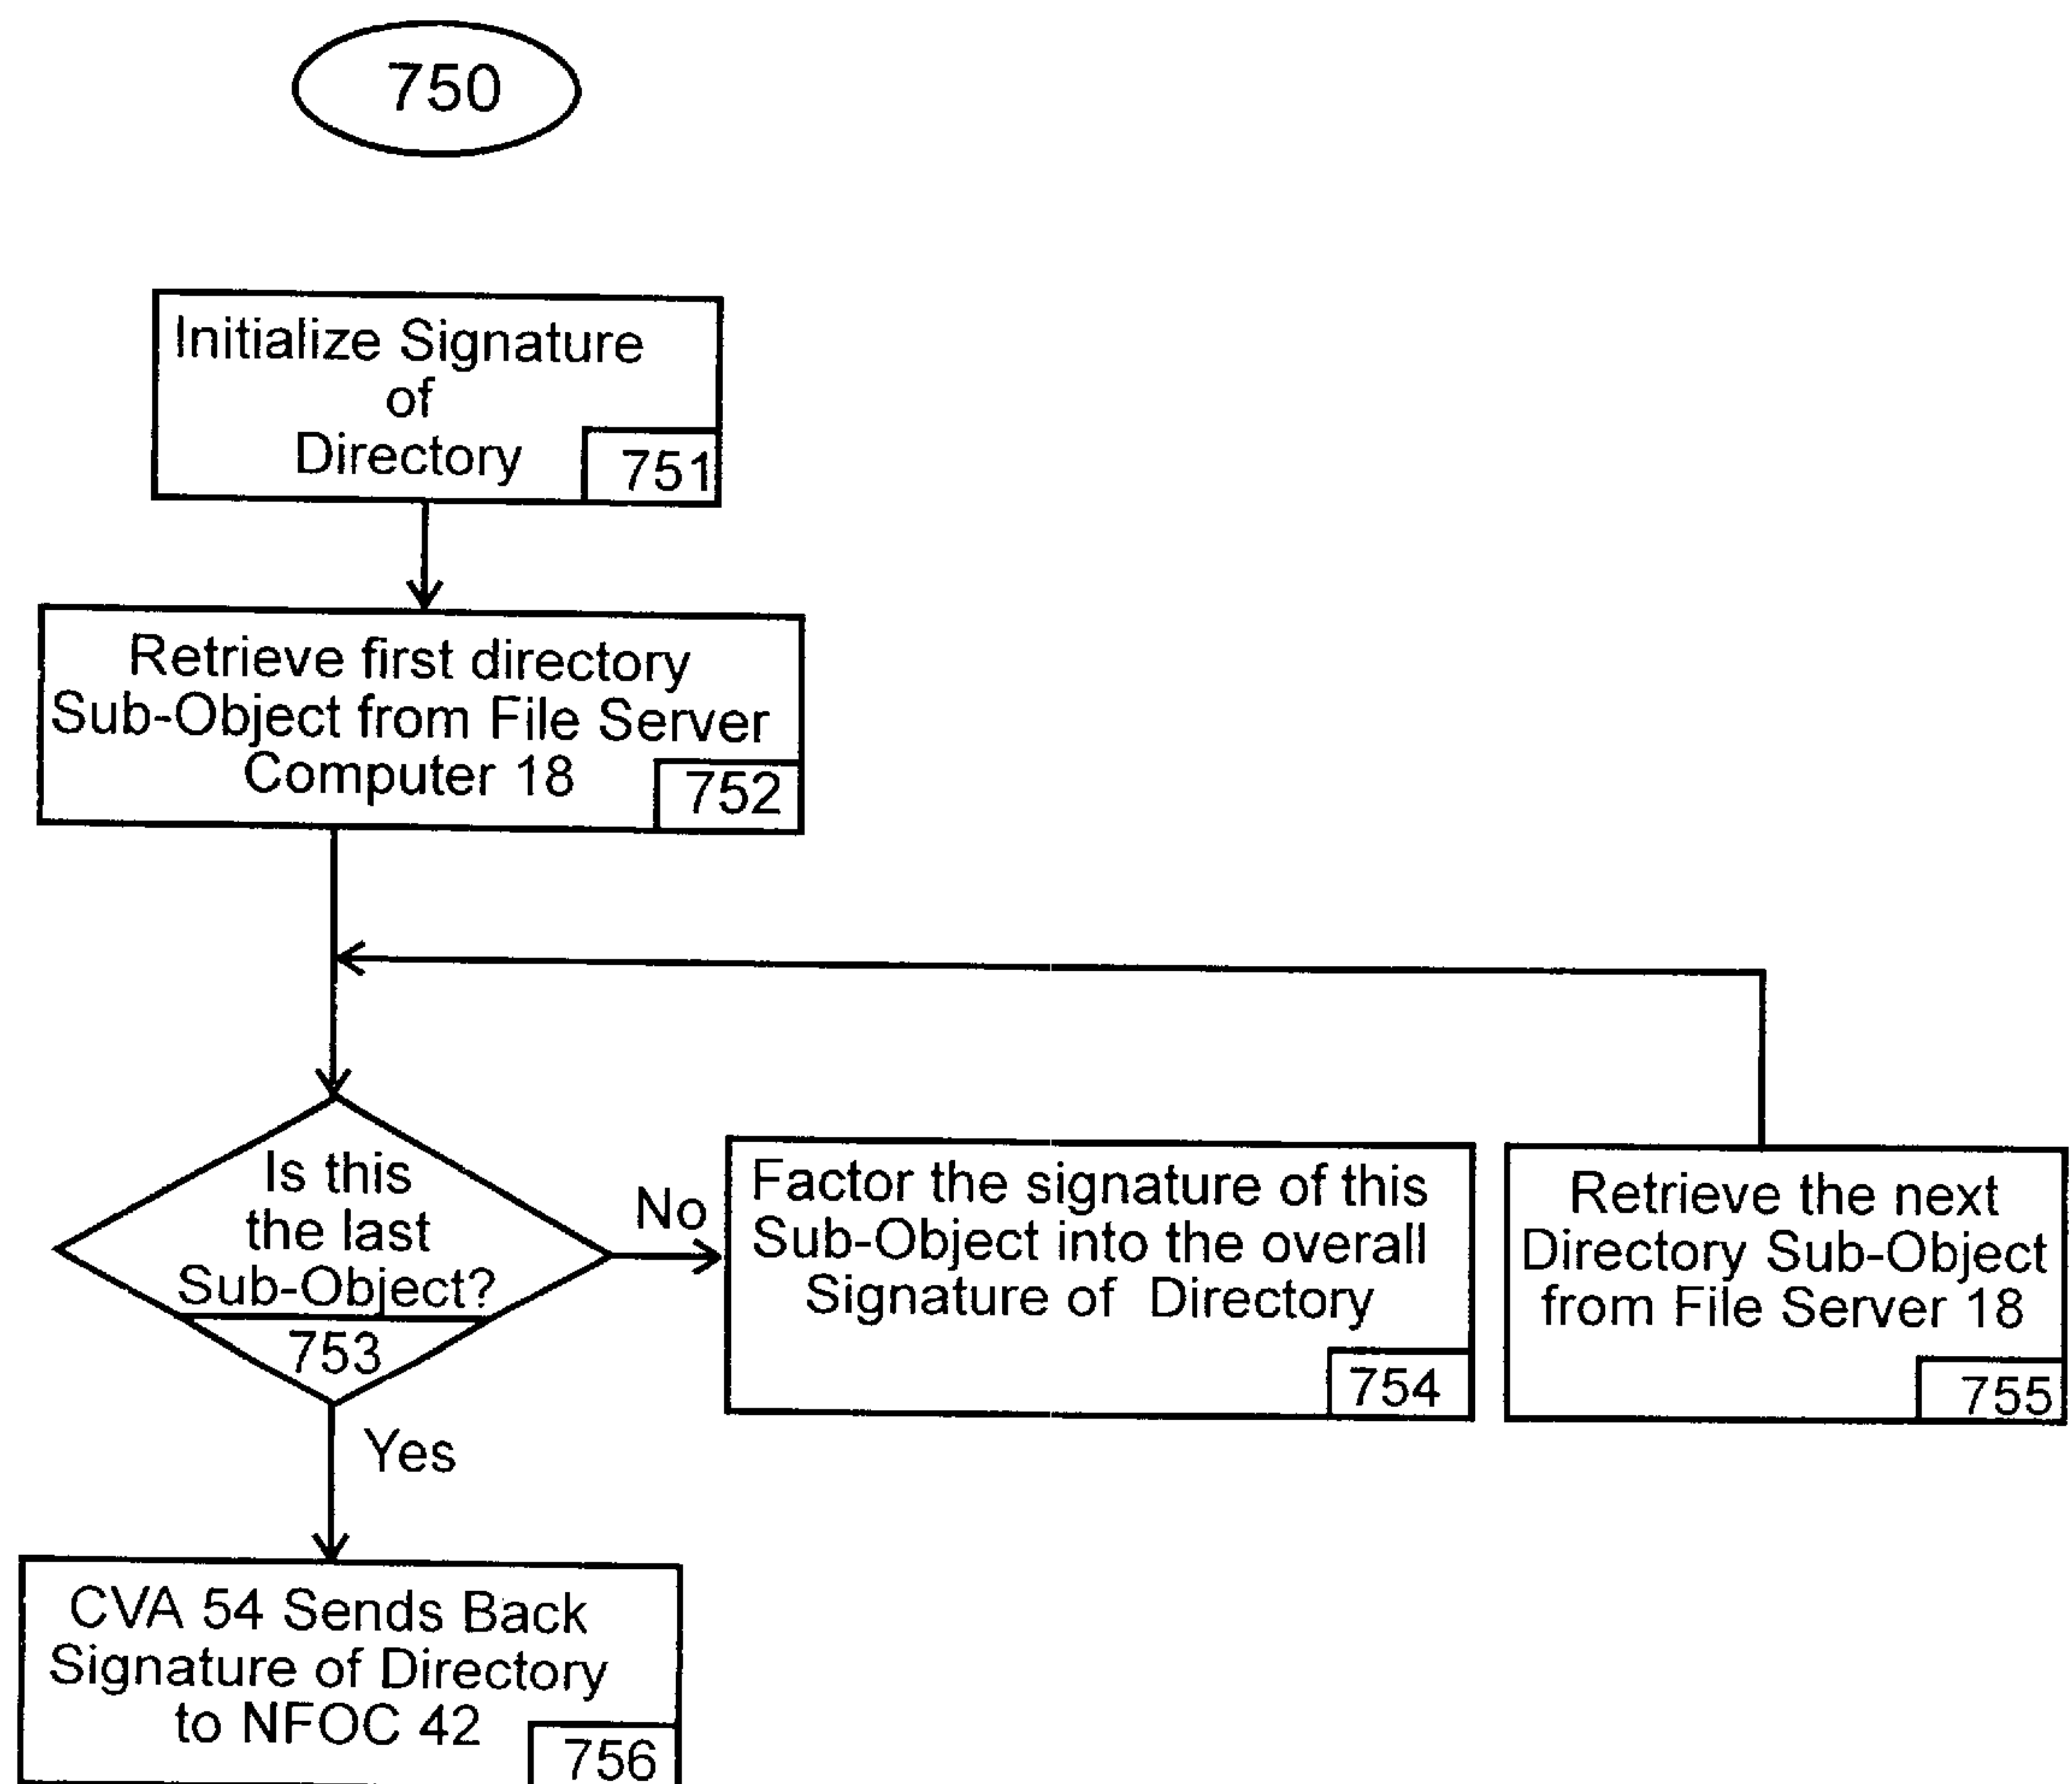 750
Initialize Signature
of
Directory
751
Retrieve first directory
Sub-Object from File Server
Computer 18
752
Is this
the last
Sub-Object?
753
No
Factor the signature of this
Sub-Object into the overall
Signature of Directory
754
Retrieve the next
Directory Sub-Object
from File Server 18
755
Yes
CVA 54 Sends Back
Signature of Directory
to NFOC 42
756